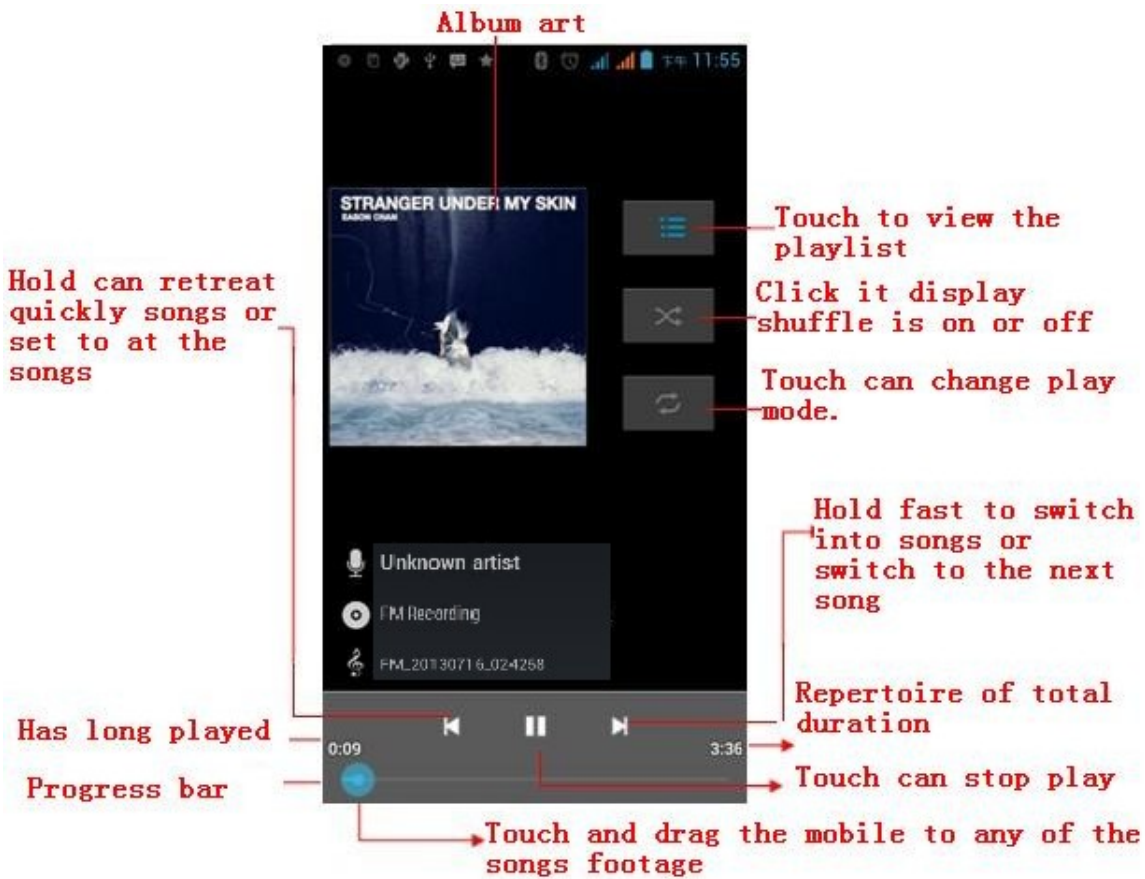 Album art
下午 11:55
STRANGER UNDER MY SKIN
EASON CHAN
Touch to view the
playlist
Hold can retreat
quickly songs or
set to at the
songs
Click it display
shuffle is on or off
Touch can change play
mode.
Hold fast to switch
into songs or
switch to the next
song
Unknown artist
FM Recording
FM_20130716_024258
Repertoire of total
duration
Has long played
0:09
3:36
Progress bar
Touch can stop play
Touch and drag the mobile to any of the
songs footage